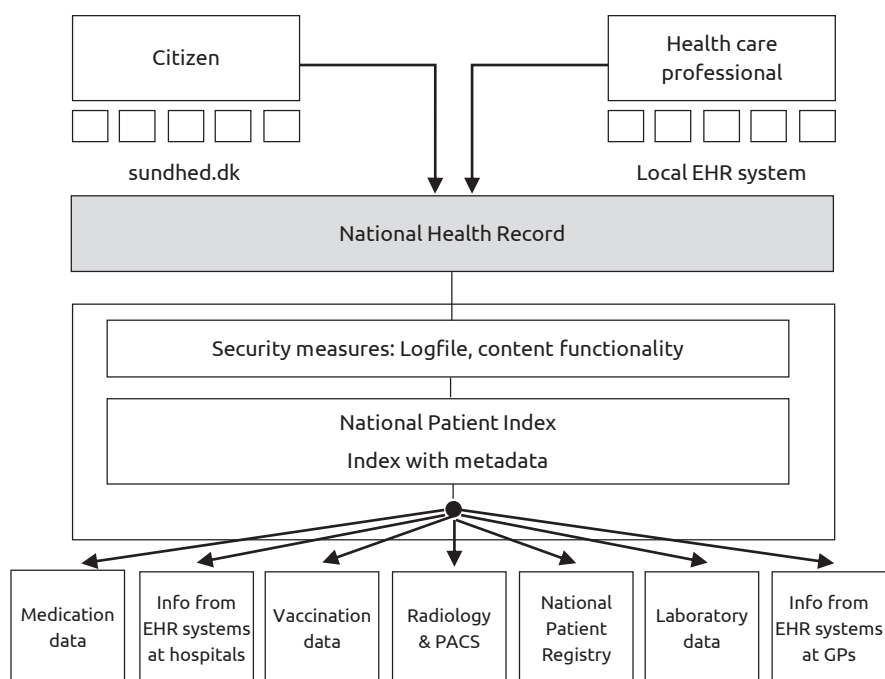 Citizen
Health care
professional
sundhed.dk
Local EHR system
National Health Record
Security measures: Logfile, content functionality
National Patient Index
Index with metadata
Medication
data
Info from
EHR systems
at hospitals
Vaccination
data
Radiology
& PACS
National
Patient
Registry
Laboratory
data
Info from
EHR systems
at GPs